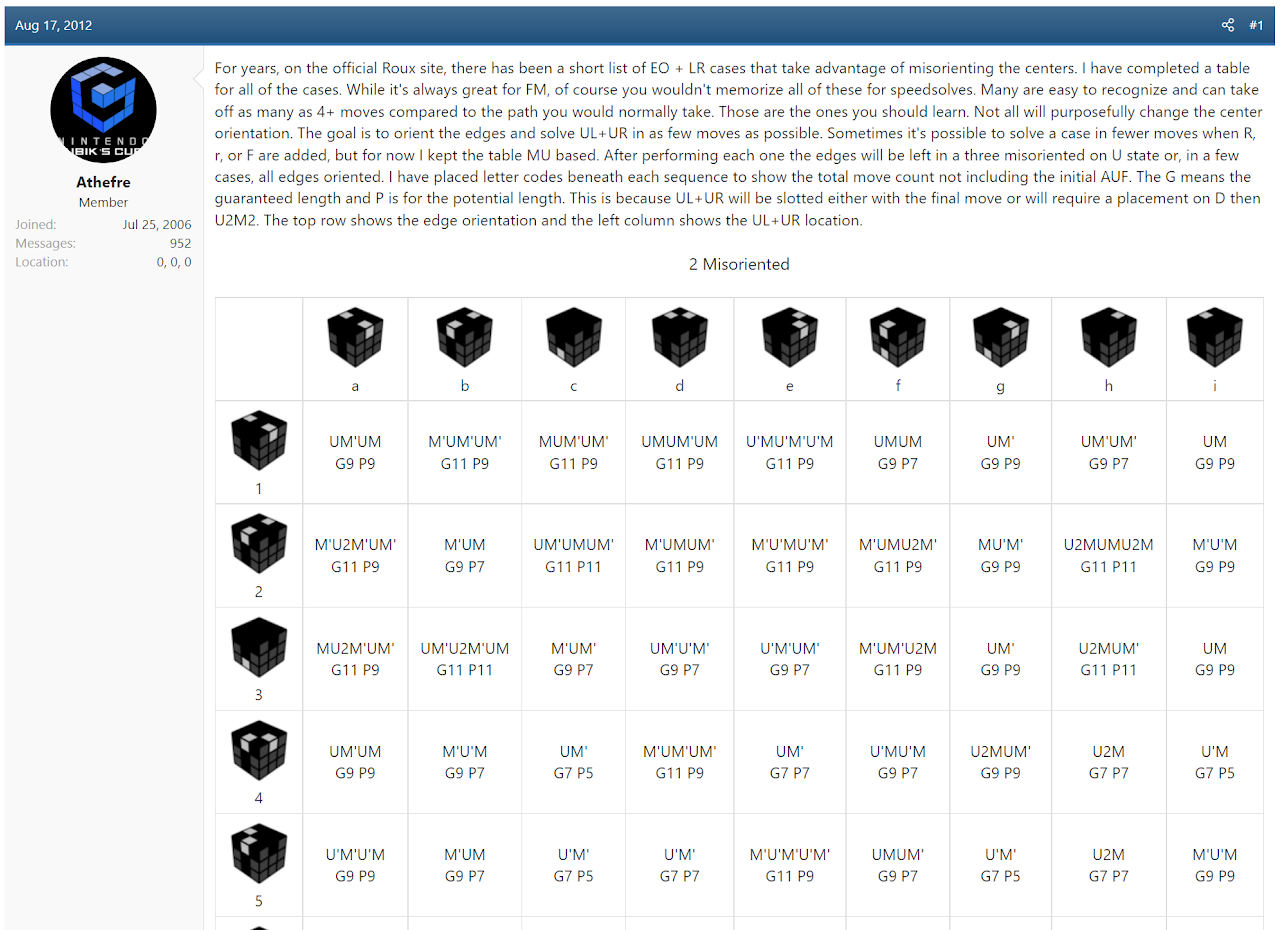 Aug 17, 2012
#1
NINTENDO
Athefre
Member
Joined: Jul 25, 2006
Messages: 952
Location: 0, 0, 0
For years, on the official Roux site, there has been a short list of EO + LR cases that take advantage of misorienting the centers. I have completed a table
for all of the cases. While it's always great for FM, of course you wouldn't memorize all of these for speedsolves. Many are easy to recognize and can take
off as many as 4+ moves compared to the path you would normally take. Those are the ones you should learn. Not all will purposefully change the center
orientation. The goal is to orient the edges and solve UL+UR in as few moves as possible. Sometimes it's possible to solve a case in fewer moves when R,
r, or F are added, but for now I kept the table MU based. After performing each one the edges will be left in a three misoriented on U state or, in a few
cases, all edges oriented. I have placed letter codes beneath each sequence to show the total move count not including the initial AUF. The G means the
guaranteed length and P is for the potential length. This is because UL+UR will be slotted either with the final move or will require a placement on D then
U2M2. The top row shows the edge orientation and the left column shows the UL+UR location.
2 Misoriented
a b c d e f g h i
UM'UM M'UM'UM' MUM'UM' UMUM'UM U'MU'M'U'M UMUM UM' UM'UM' UM
G9 P9 G11 P9 G11 P9 G11 P9 G11 P9 G9 P7 G9 P9 G9 P7 G9 P9
1
M'U2M'UM' M'UM UM'UMUM' M'UMUM' M'U'MU'M' M'UMU2M' MU'M' U2MUMU2M M'U'M
G11 P9 G9 P7 G11 P11 G11 P9 G11 P9 G11 P9 G9 P9 G11 P11 G9 P9
2
MU2M'UM' UM'U2M'UM M'UM' UM'U'M' U'M'UM' M'UM'U2M UM' U2MUM' UM
G11 P9 G11 P11 G9 P7 G9 P7 G9 P7 G11 P9 G9 P9 G11 P11 G9 P9
3
UM'UM M'U'M UM' M'UM'UM' UM' U'MU'M U2MUM' U2M U'M
G9 P9 G9 P7 G7 P5 G11 P9 G7 P7 G9 P7 G9 P9 G7 P7 G7 P5
4
U'M'U'M M'UM U'M' U'M' M'U'M'U'M' UMUM' U'M' U2M M'U'M
G9 P9 G9 P7 G7 P5 G7 P7 G11 P9 G9 P7 G7 P5 G7 P7 G9 P9
5